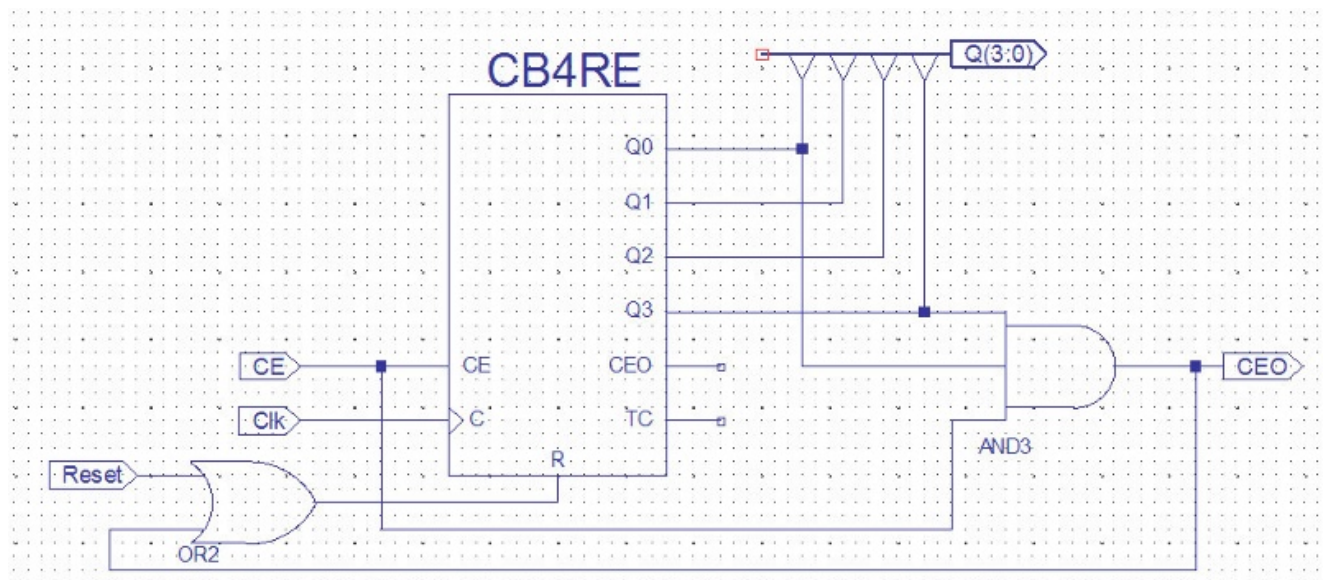 CB4RE
Q(3:0)
Q0
Q1
Q2
Q3
CE
CE
CEO
CEO
Clk
C
TC
AND3
Reset
R
OR2